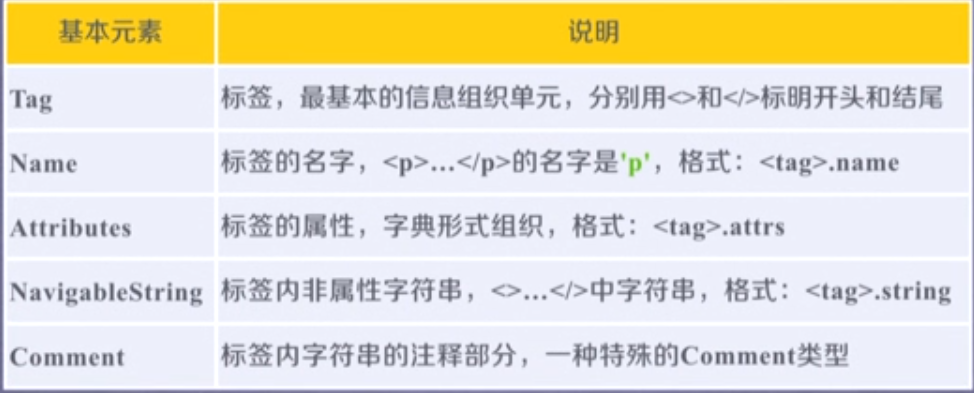 基本元素 说明
Tag 标签，最基本的信息组织单元，分别用<>和</>标明开头和结尾
Name 标签的名字，<p>…</p>的名字是'p'，格式：<tag>.name
Attributes 标签的属性，字典形式组织，格式：<tag>.attrs
NavigableString 标签内非属性字符串，<>…</>中字符串，格式：<tag>.string
Comment 标签内字符串的注释部分，一种特殊的Comment类型